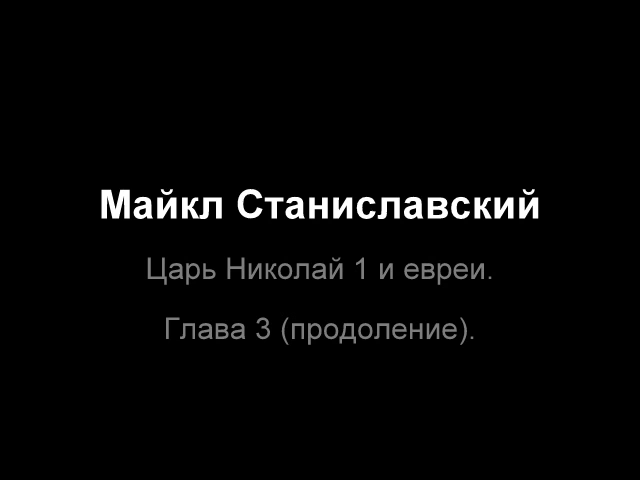 Майкл Станиславский
Царь Николай 1 и евреи.
Глава 3 (продоление).